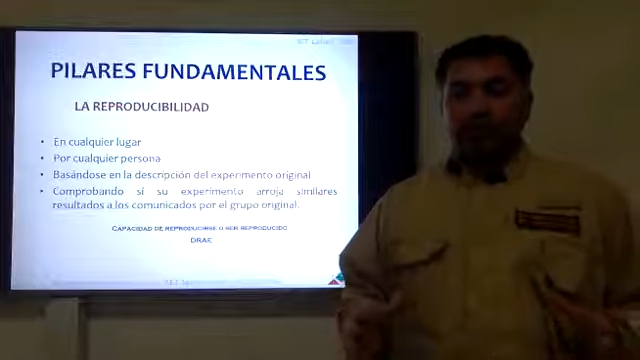 PILARES FUNDAMENTALES
LA REPRODUCIBILIDAD
• En cualquier lugar
• Por cualquier persona
• Basándose en la descripción del experimento original
• Comprobando sí su experimento arroja similares
resultados a los comunicados por el grupo original.
CAPACIDAD DE REPRODUCIRSE O SER REPRODUCIDO
DRAE